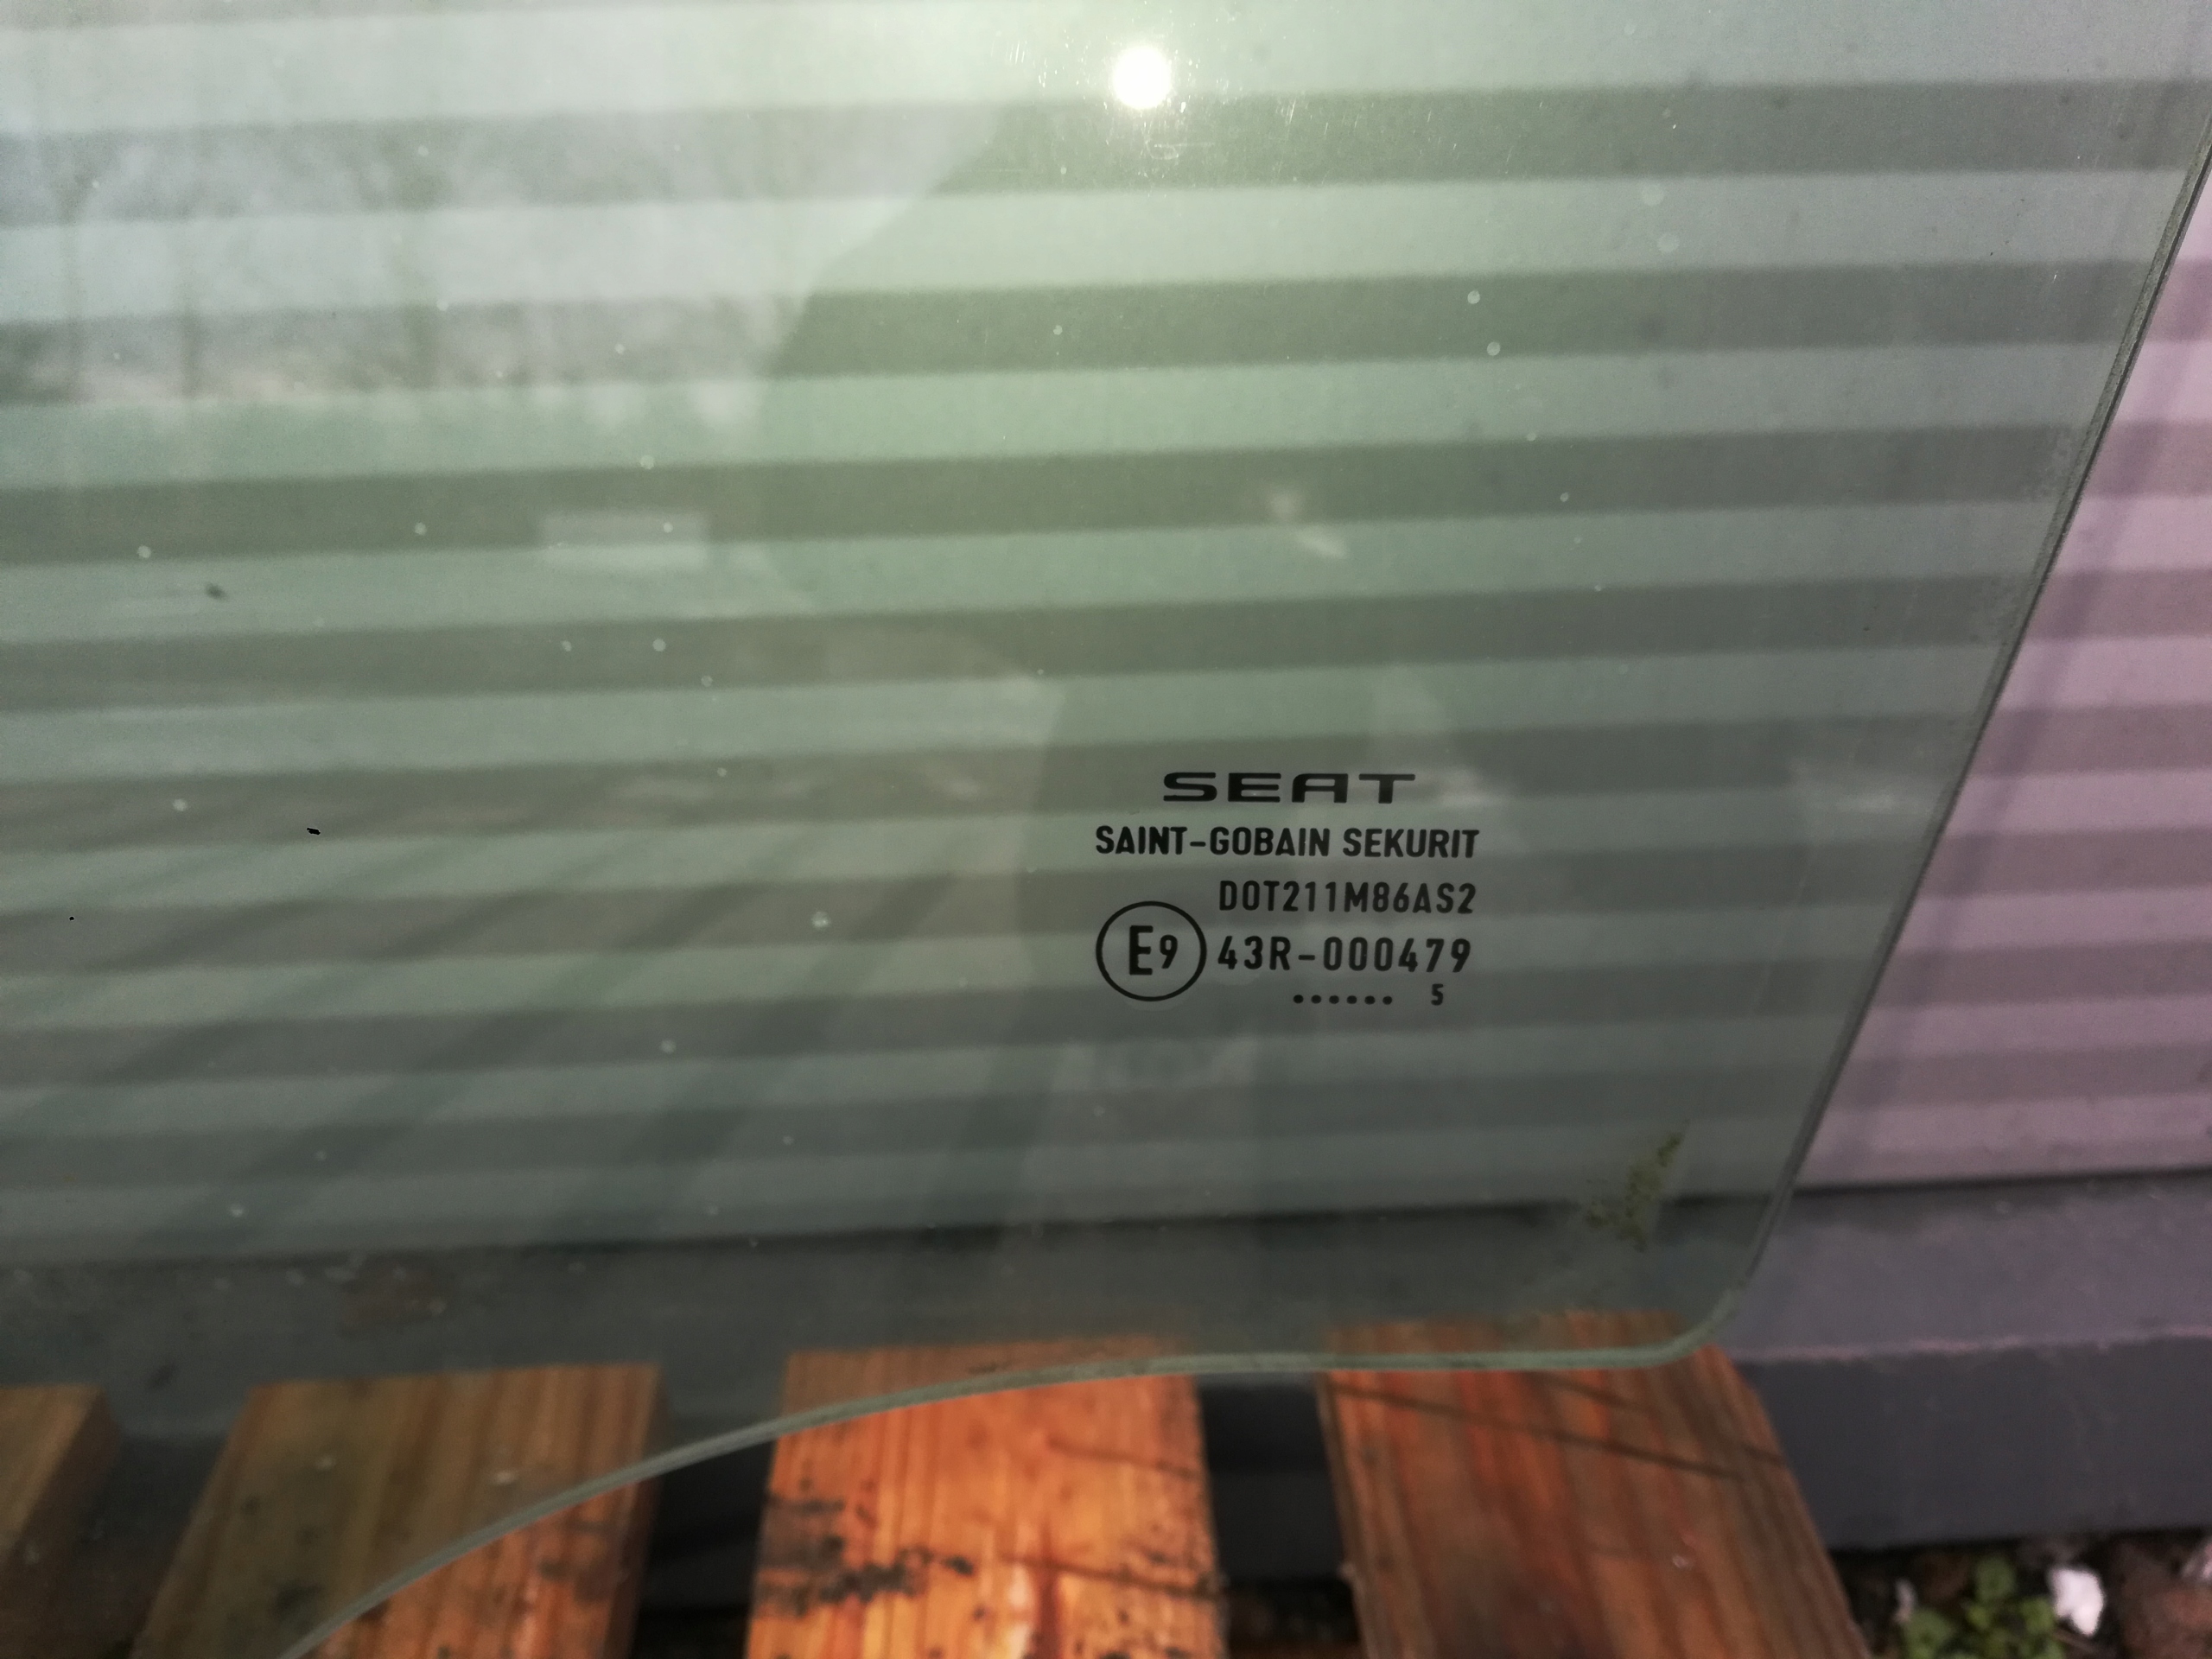 SEAT
SAINT-GOBAIN SEKURIT
DOT211M86AS2
E9 43R-000479
...... 5